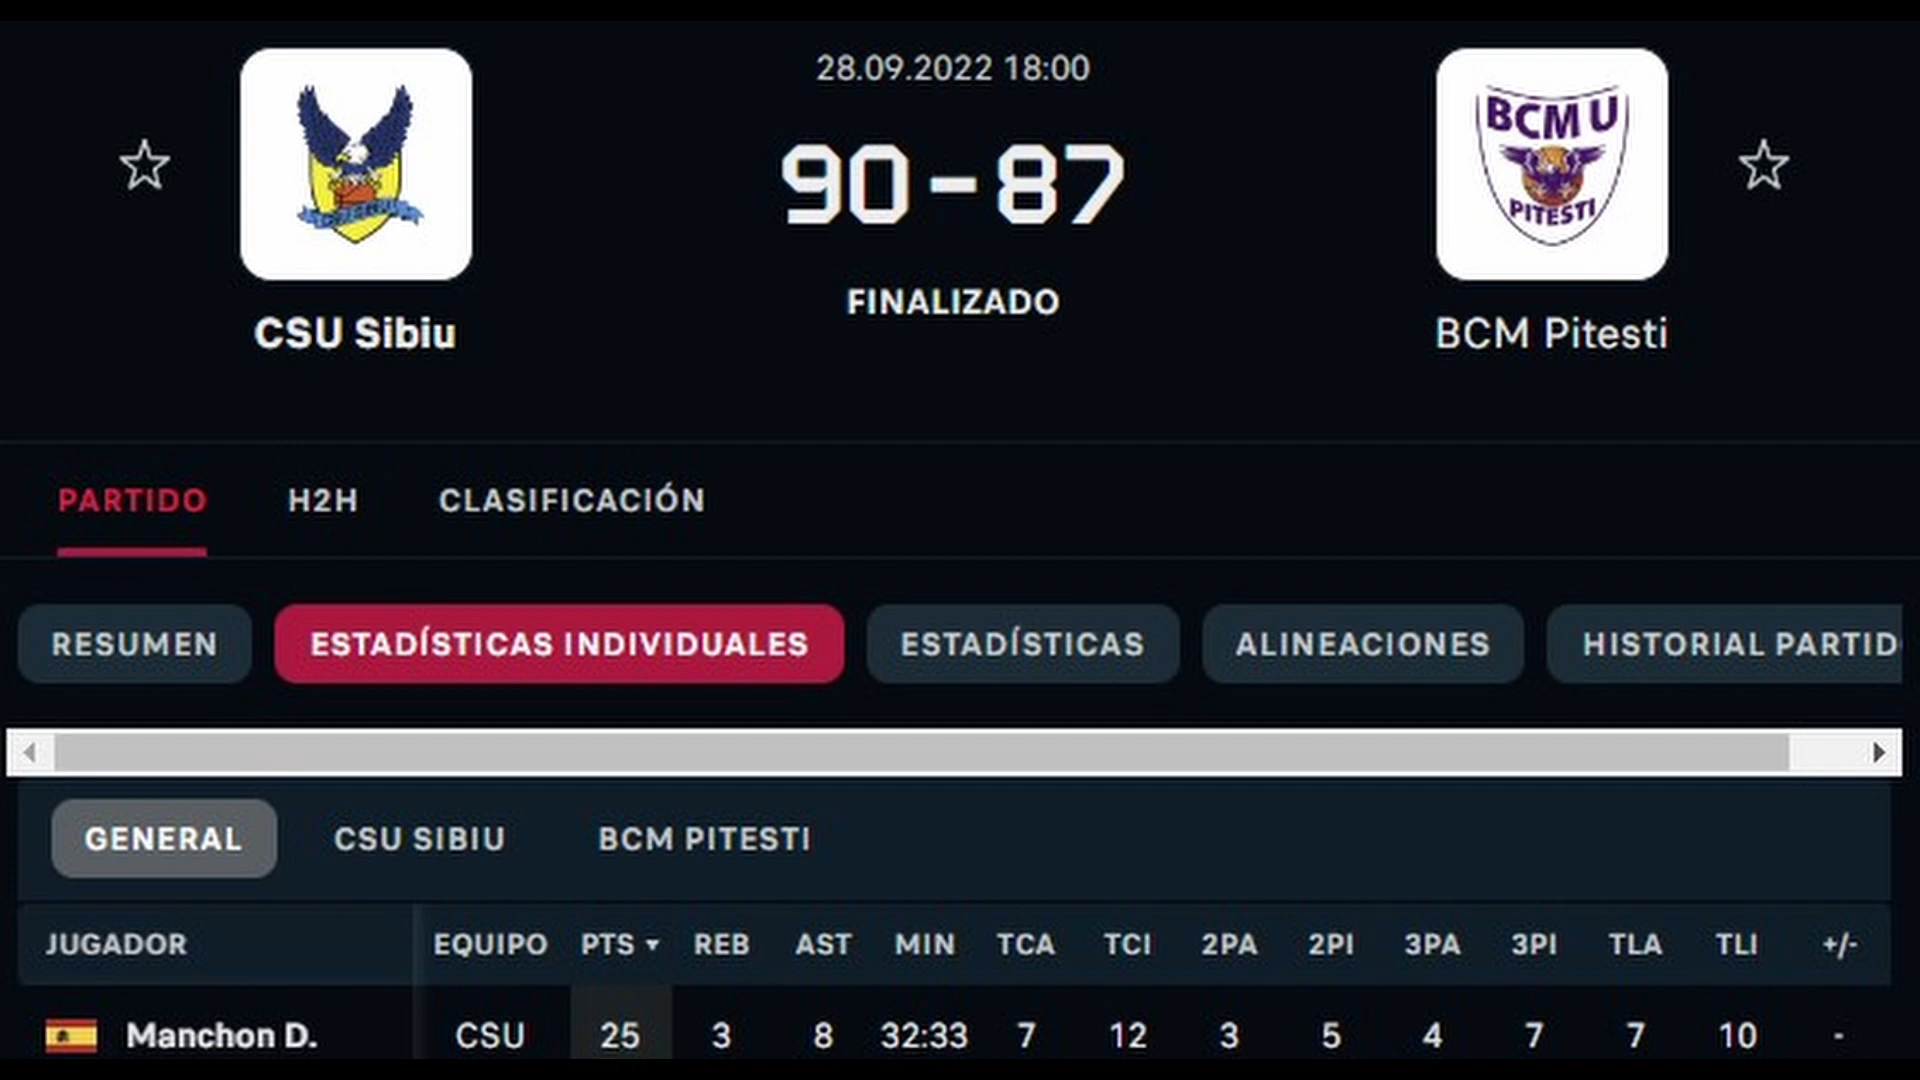 28.09.2022 18:00
90-87
FINALIZADO
CSU Sibiu
BCM U
PITESTI
BCM Pitesti
PARTIDO H2H CLASIFICACIÓN
RESUMEN ESTADÍSTICAS INDIVIDUALES ESTADÍSTICAS ALINEACIONES HISTORIAL PARTID
GENERAL CSU SIBIU BCM PITESTI
JUGADOR EQUIPO PTS REB AST MIN TCA TCI 2PA 2PI 3PA 3PI TLA TLI +/-
Manchon D. CSU 25 3 8 32:33 7 12 3 5 4 7 7 10 -